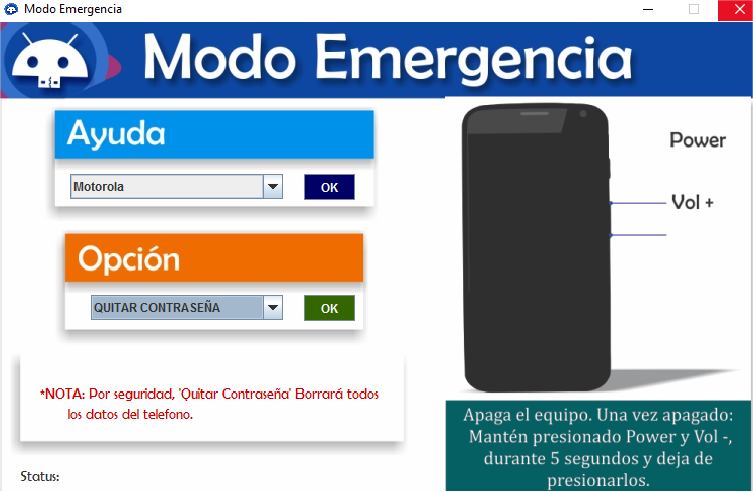 Modo Emergencia
Modo Emergencia
Ayuda
Motorola
OK
Opción
QUITAR CONTRASEÑA
OK
*NOTA: Por seguridad, 'Quitar Contraseña' Borrará todos
los datos del telefono.
Status:
Power
Vol +
Apaga el equipo. Una vez apagado:
Mantén presionado Power y Vol -,
durante 5 segundos y deja de
presionarlos.